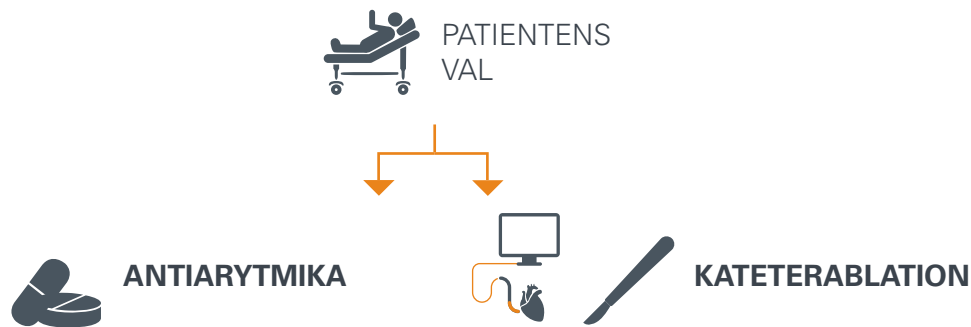 PATIENTENS
VAL
ANTIARYTMIKA
KATETERABLATION